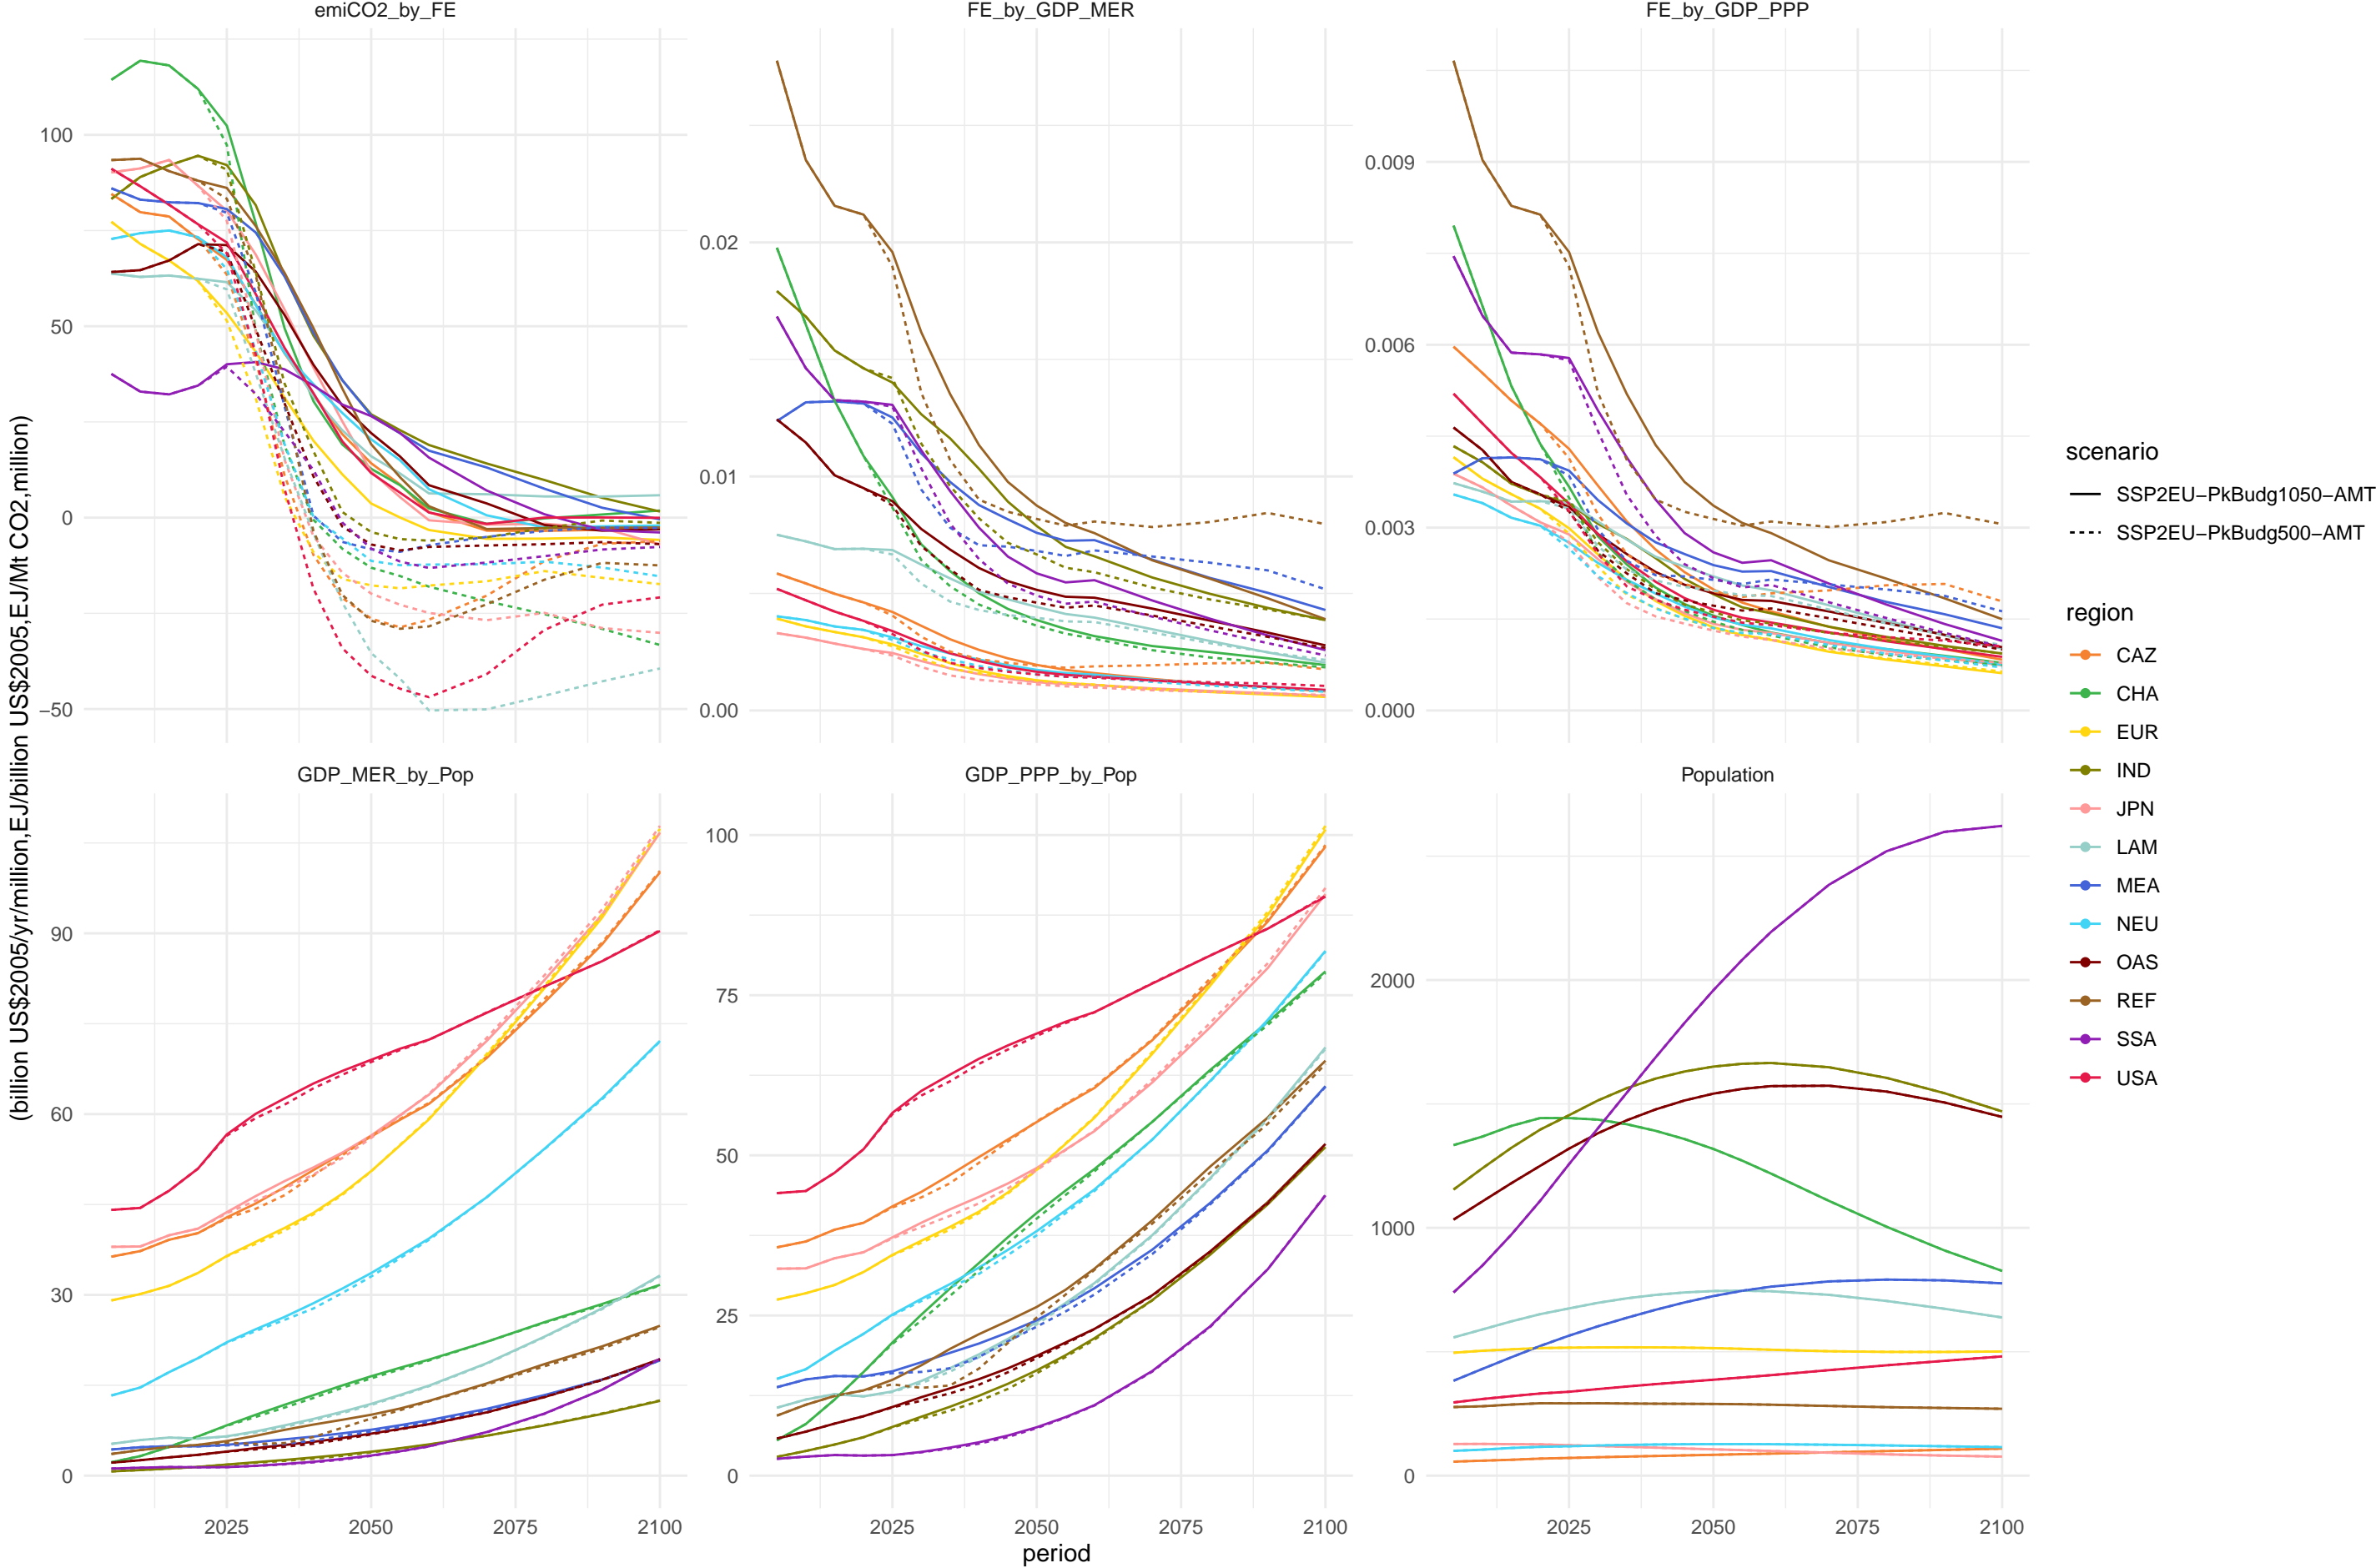 emiCO2_by_FE
FE_by_GDP_MER
FE_by_GDP_PPP
100
50
0
−50
0.02
0.01
0.00
0.009
0.006
0.003
0.000
(billion US$2005/yr/million,EJ/billion US$2005,EJ/Mt CO2,million)
GDP_MER_by_Pop
GDP_PPP_by_Pop
Population
90
60
30
0
100
75
50
25
0
2000
1000
0
2025
2050
2075
2100
2025
2050
2075
2100
2025
2050
2075
2100
period
scenario
SSP2EU−PkBudg1050−AMT
SSP2EU−PkBudg500−AMT
region
CAZ
CHA
EUR
IND
JPN
LAM
MEA
NEU
OAS
REF
SSA
USA